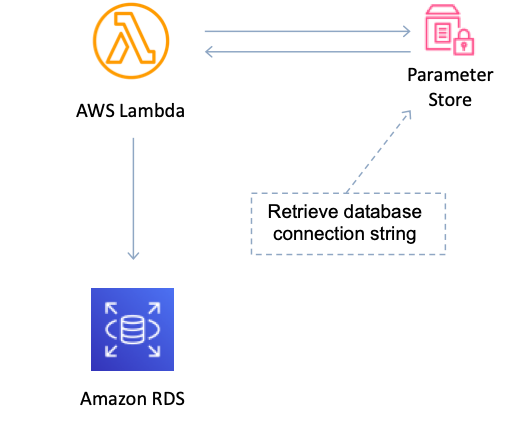 AWS Lambda
Parameter
Store
Retrieve database
connection string
Amazon RDS